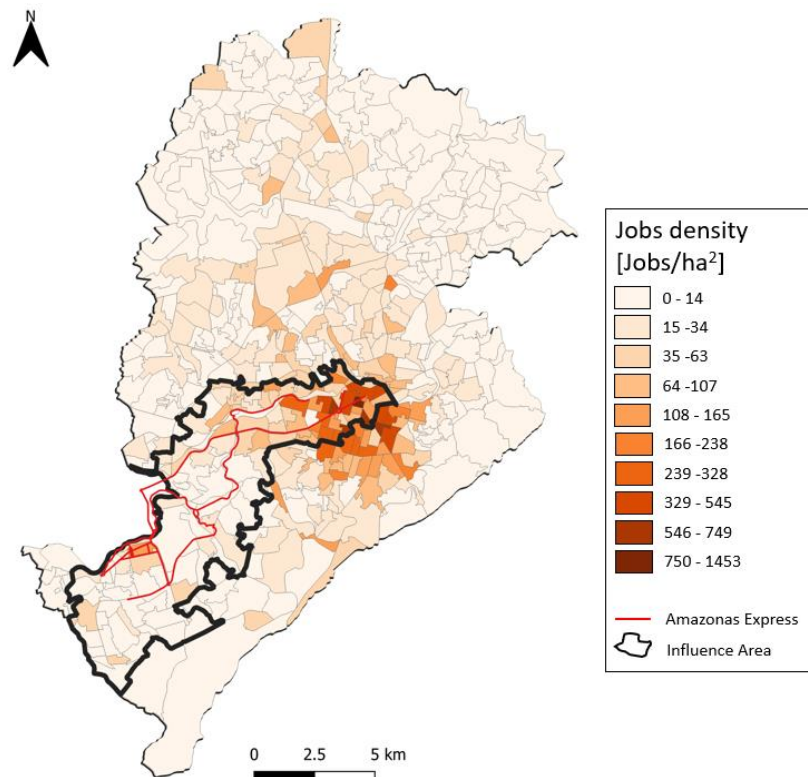 N
Jobs density
[Jobs/ha²]
0 - 14
15 -34
35 -63
64 -107
108 - 165
166 -238
239 -328
329 -545
546 -749
750 - 1453
Amazonas Express
Influence Area
0 2.5 5 km